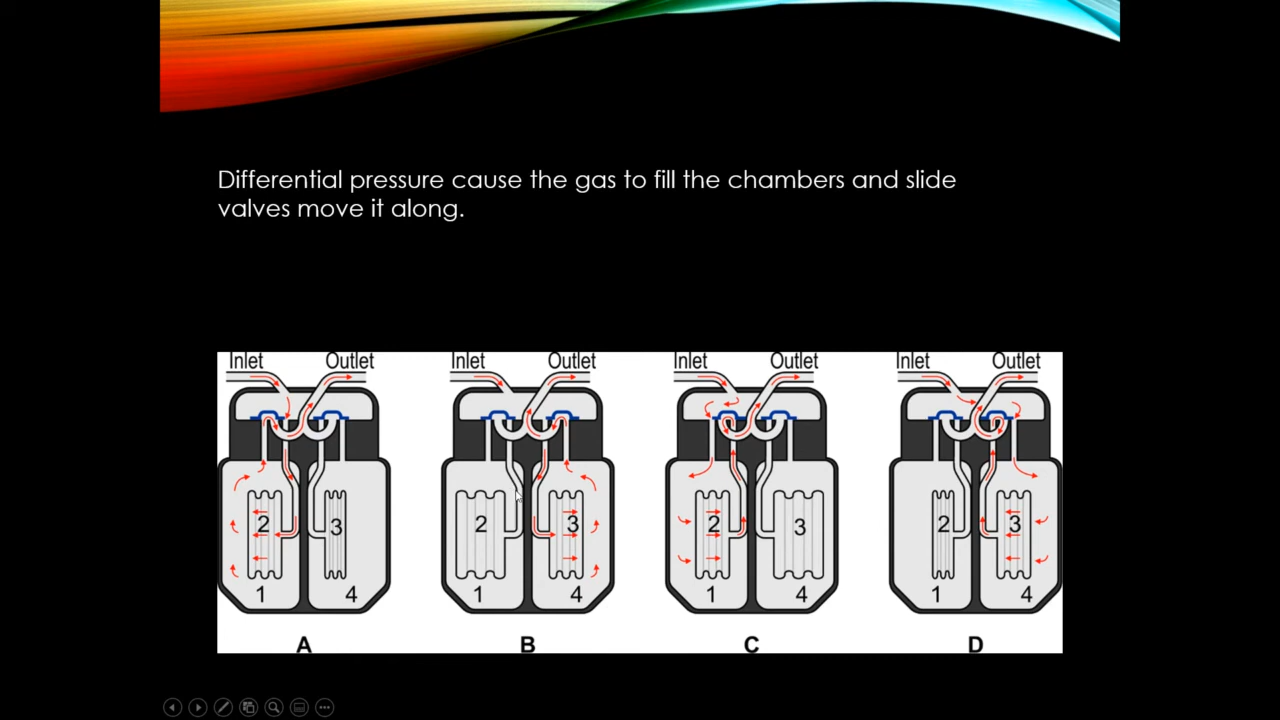 Differential pressure cause the gas to fill the chambers and slide
valves move it along.
Inlet Outlet Inlet Outlet Inlet Outlet Inlet Outlet
2 3 2 3 2 3 2 3
1 4 1 4 1 4 1 4
A B C D